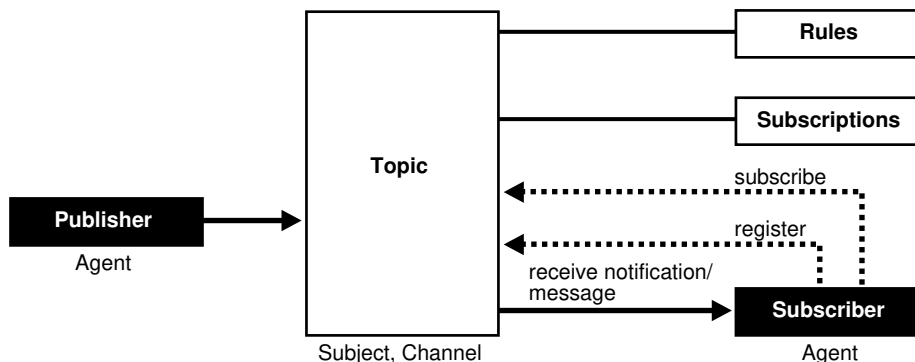 Rules
Subscriptions
Topic
subscribe
Publisher
register
Agent
receive notification/
message
Subscriber
Subject, Channel
Agent